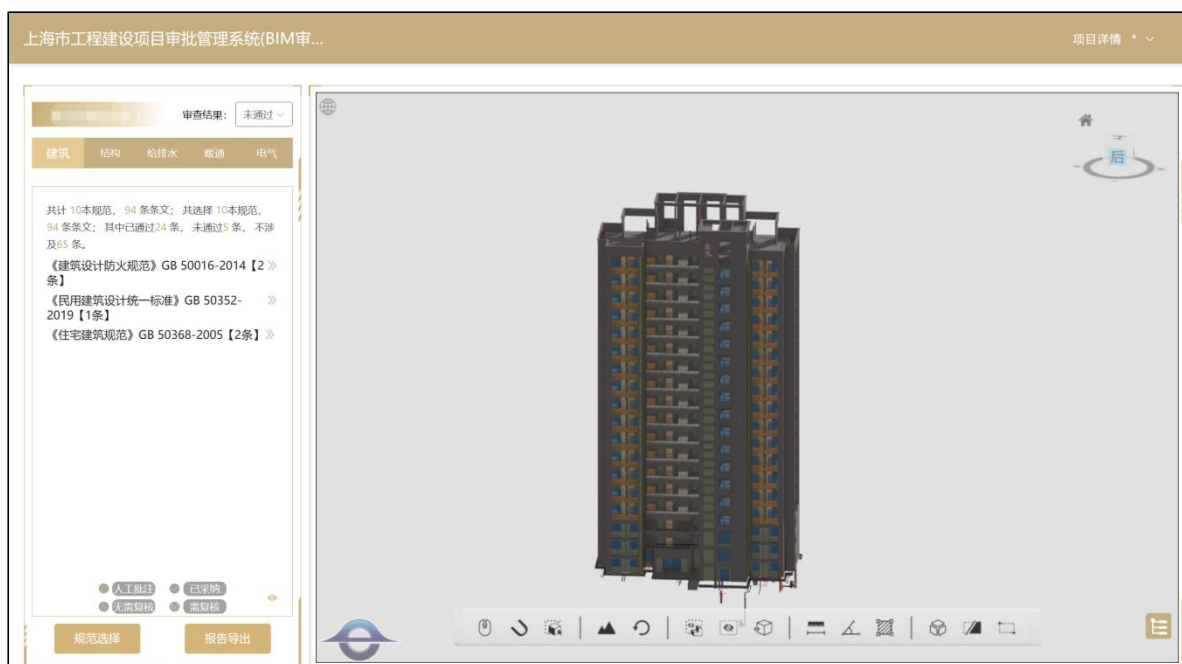 上海市工程建设项目审批管理系统(BIM审...
项目详情 *
审查结果： 未通过
建筑 结构 给排水 暖通 电气
共计 10本规范， 94 条条文； 共选择 10本规范，
94 条条文； 其中已通过24 条， 未通过5 条， 不涉
及65 条。
《建筑设计防火规范》GB 50016-2014【2
条】
《民用建筑设计统一标准》GB 50352-
2019【1条】
《住宅建筑规范》GB 50368-2005【2条】
人工批注 已采纳
无需复核 需复核
规范选择 报告导出
后